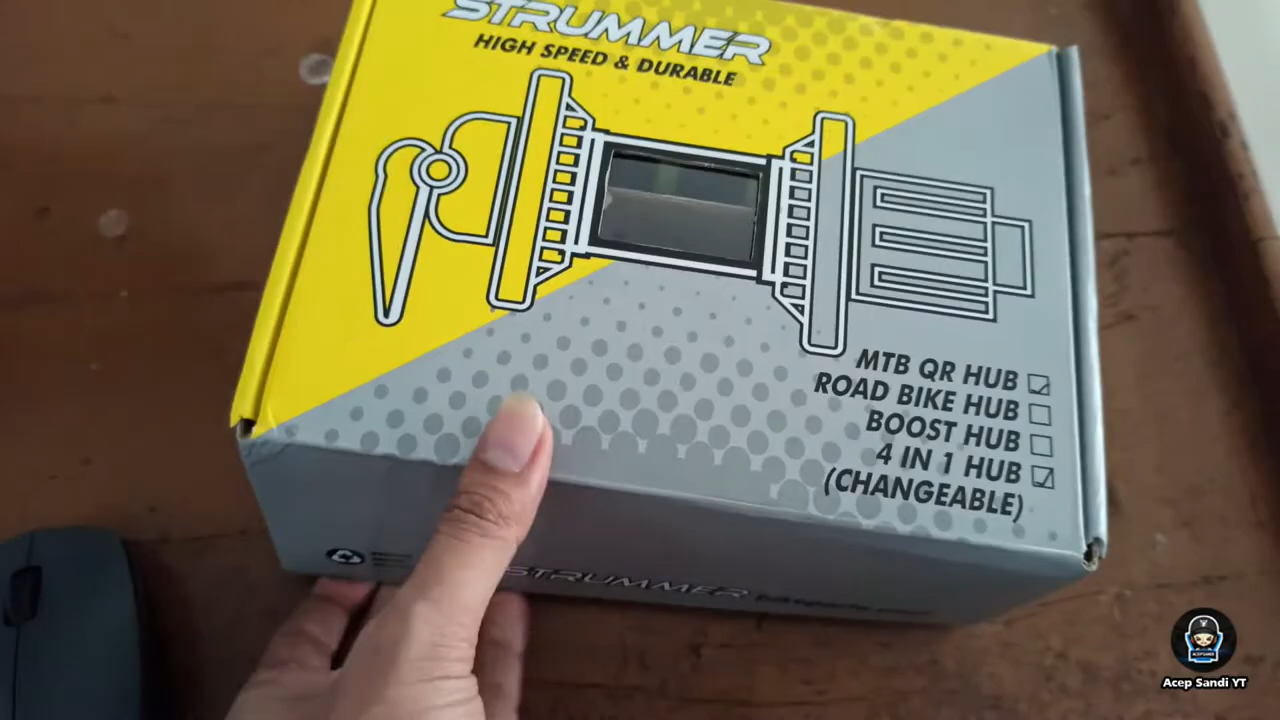 STRUMMER
HIGH SPEED & DURABLE
MTB QR HUB
ROAD BIKE HUB
BOOST HUB
4 IN 1 HUB
(CHANGEABLE)
STRUMMER
Acep Sandi YT